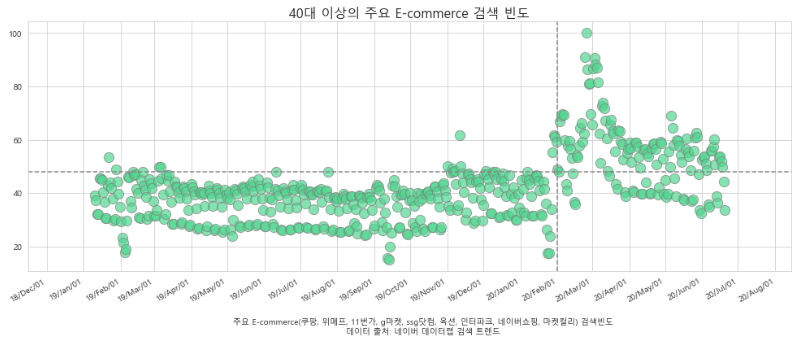 40대 이상의 주요 E-commerce 검색 빈도
100
80
60
40
20
18/Dec/01
19/Jan/01
19/Feb/01
19/Mar/01
19/Apr/01
19/May/01
19/Jun/01
19/Jul/01
19/Aug/01
19/Sep/01
19/Oct/01
19/Nov/01
19/Dec/01
20/Jan/01
20/Feb/01
20/Mar/01
20/Apr/01
20/May/01
20/Jun/01
20/Jul/01
20/Aug/01
주요 E-commerce(쿠팡, 위메프, 11번가, g마켓, ssg닷컴, 옥션, 인터파크, 네이버쇼핑, 마켓컬리) 검색빈도
데이터 출처: 네이버 데이터랩 검색 트렌드